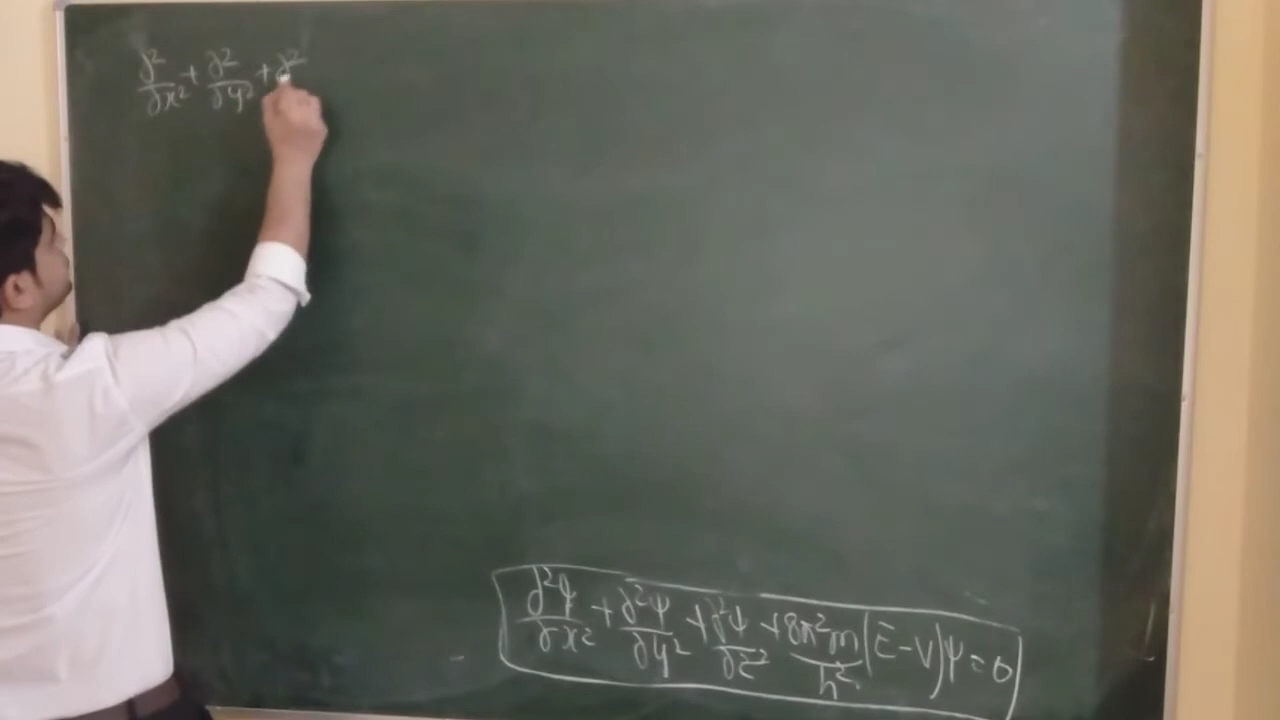 ∂²/∂x² + ∂²/∂y² + ∂²
∂²ψ/∂x² + ∂²ψ/∂y² + ∂²ψ/∂z² + 8π²m/h² (E-V)ψ = 0